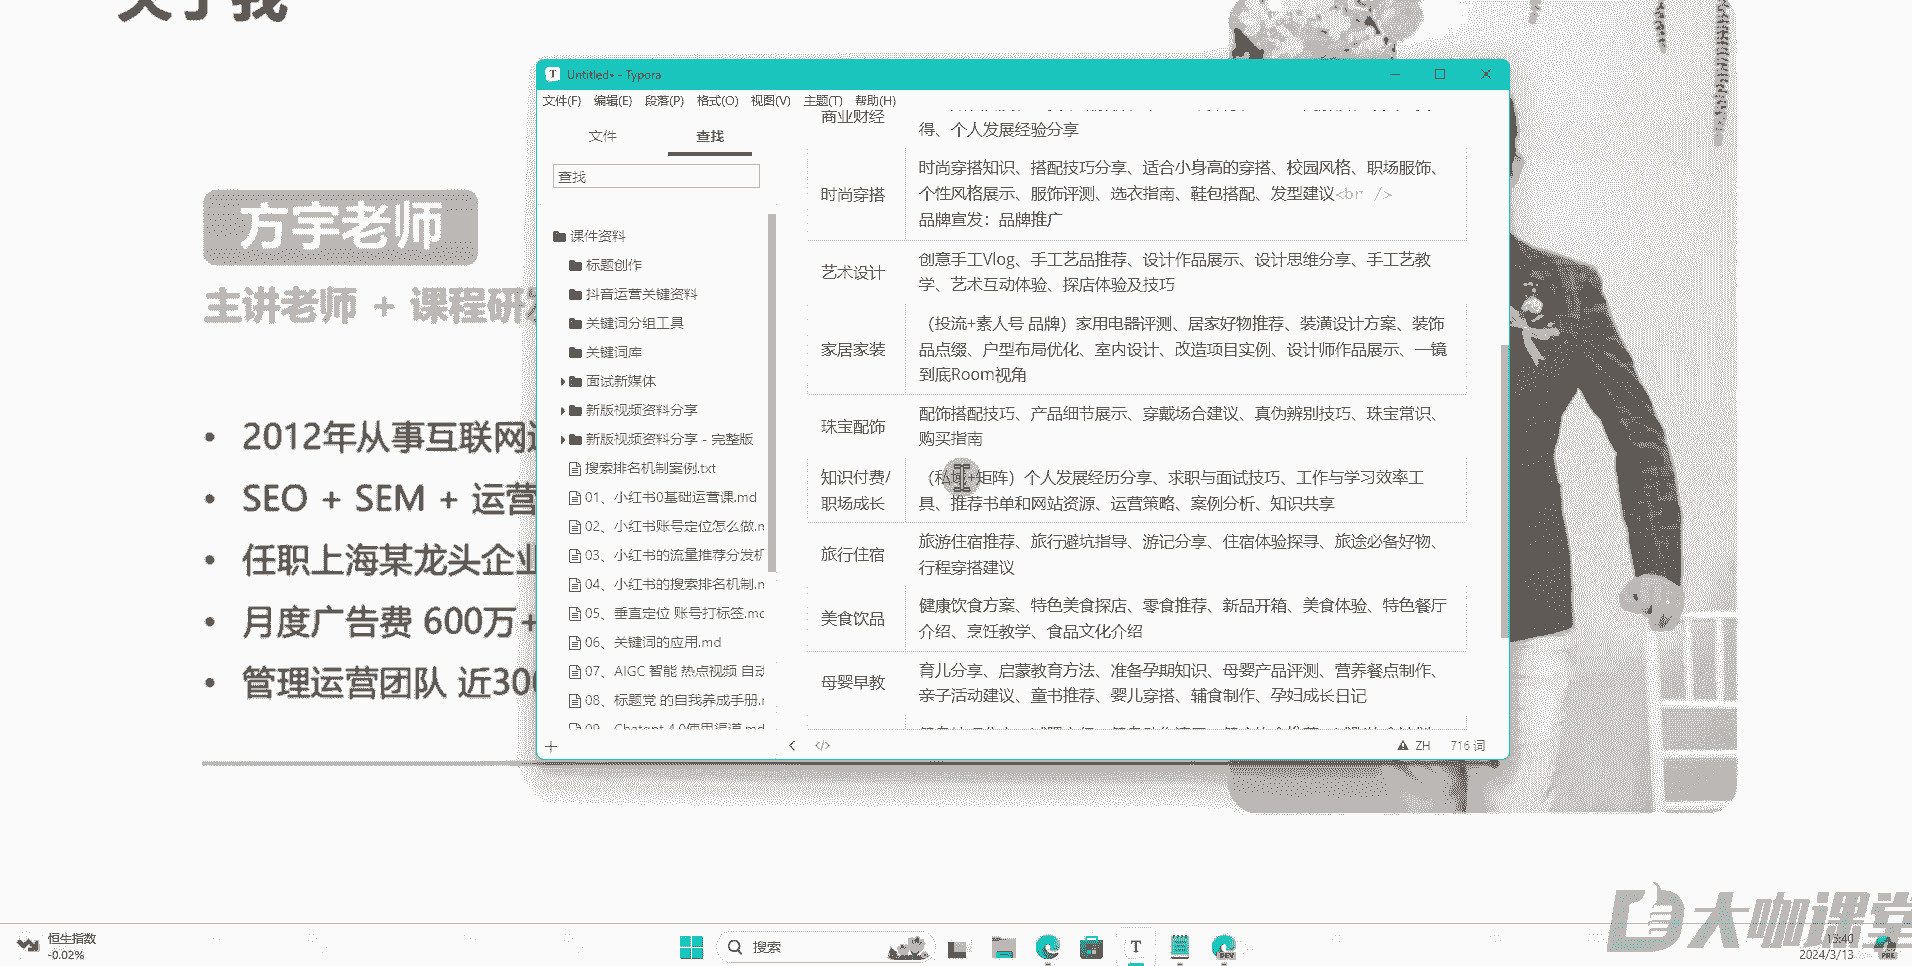 关于我
方宇老师
主讲老师 + 课程研
2012年从事互联网
SEO + SEM + 运营
任职上海某龙头企业
月度广告费 600万+
管理运营团队 近30
Untitled• - Typora
文件(F) 编辑(E) 段落(P) 格式(O) 视图(V) 主题(T) 帮助(H)
文件 查找
查找
课件资料
标题创作
抖音运营关键资料
关键词分组工具
关键词库
面试新媒体
新版视频资料分享
新版视频资料分享 - 完整版
搜索排名机制案例.txt
01、小红书0基础运营课.md
02、小红书账号定位怎么做.m
03、小红书的流量推荐分发机
04、小红书的搜索排名机制.m
05、垂直定位 账号打标签.mc
06、关键词的应用.md
07、AIGC 智能 热点视频 自动
08、标题党 的自我养成手册.r
09、Chatgpt 4.0使用渠道.md
商业财经
得、个人发展经验分享
时尚穿搭
时尚穿搭知识、搭配技巧分享、适合小身高的穿搭、校园风格、职场服饰、
个性风格展示、服饰评测、选衣指南、鞋包搭配、发型建议<br />
品牌宣发：品牌推广
艺术设计
创意手工Vlog、手工艺品推荐、设计作品展示、设计思维分享、手工艺教
学、艺术互动体验、探店体验及技巧
家居家装
（投流+素人号 品牌）家用电器评测、居家好物推荐、装潢设计方案、装饰
品点缀、户型布局优化、室内设计、改造项目实例、设计师作品展示、一镜
到底Room视角
珠宝配饰
配饰搭配技巧、产品细节展示、穿戴场合建议、真伪辨别技巧、珠宝常识、
购买指南
知识付费/
职场成长
（私域+矩阵）个人发展经历分享、求职与面试技巧、工作与学习效率工
具、推荐书单和网站资源、运营策略、案例分析、知识共享
旅行住宿
旅游住宿推荐、旅行避坑指导、游记分享、住宿体验探寻、旅途必备好物、
行程穿搭建议
美食饮品
健康饮食方案、特色美食探店、零食推荐、新品开箱、美食体验、特色餐厅
介绍、烹饪教学、食品文化介绍
母婴早教
育儿分享、启蒙教育方法、准备孕期知识、母婴产品评测、营养餐点制作、
亲子活动建议、童书推荐、婴儿穿搭、辅食制作、孕妇成长日记
ZH 716 词
大咖课堂
恒生指数
-0.02%
搜索
T
DEV
13:40
2024/3/13
PRE